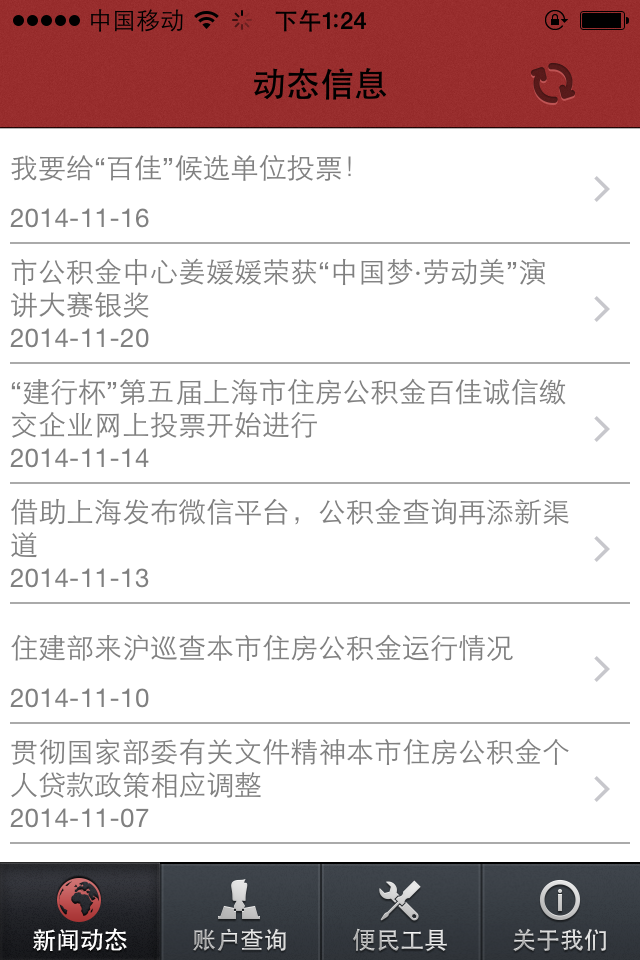 中国移动 下午1:24
动态信息
我要给“百佳”候选单位投票！
2014-11-16
市公积金中心姜媛媛荣获“中国梦·劳动美”演
讲大赛银奖
2014-11-20
“建行杯”第五届上海市住房公积金百佳诚信缴
交企业网上投票开始进行
2014-11-14
借助上海发布微信平台，公积金查询再添新渠
道
2014-11-13
住建部来沪巡查本市住房公积金运行情况
2014-11-10
贯彻国家部委有关文件精神本市住房公积金个
人贷款政策相应调整
2014-11-07
新闻动态 账户查询 便民工具 关于我们